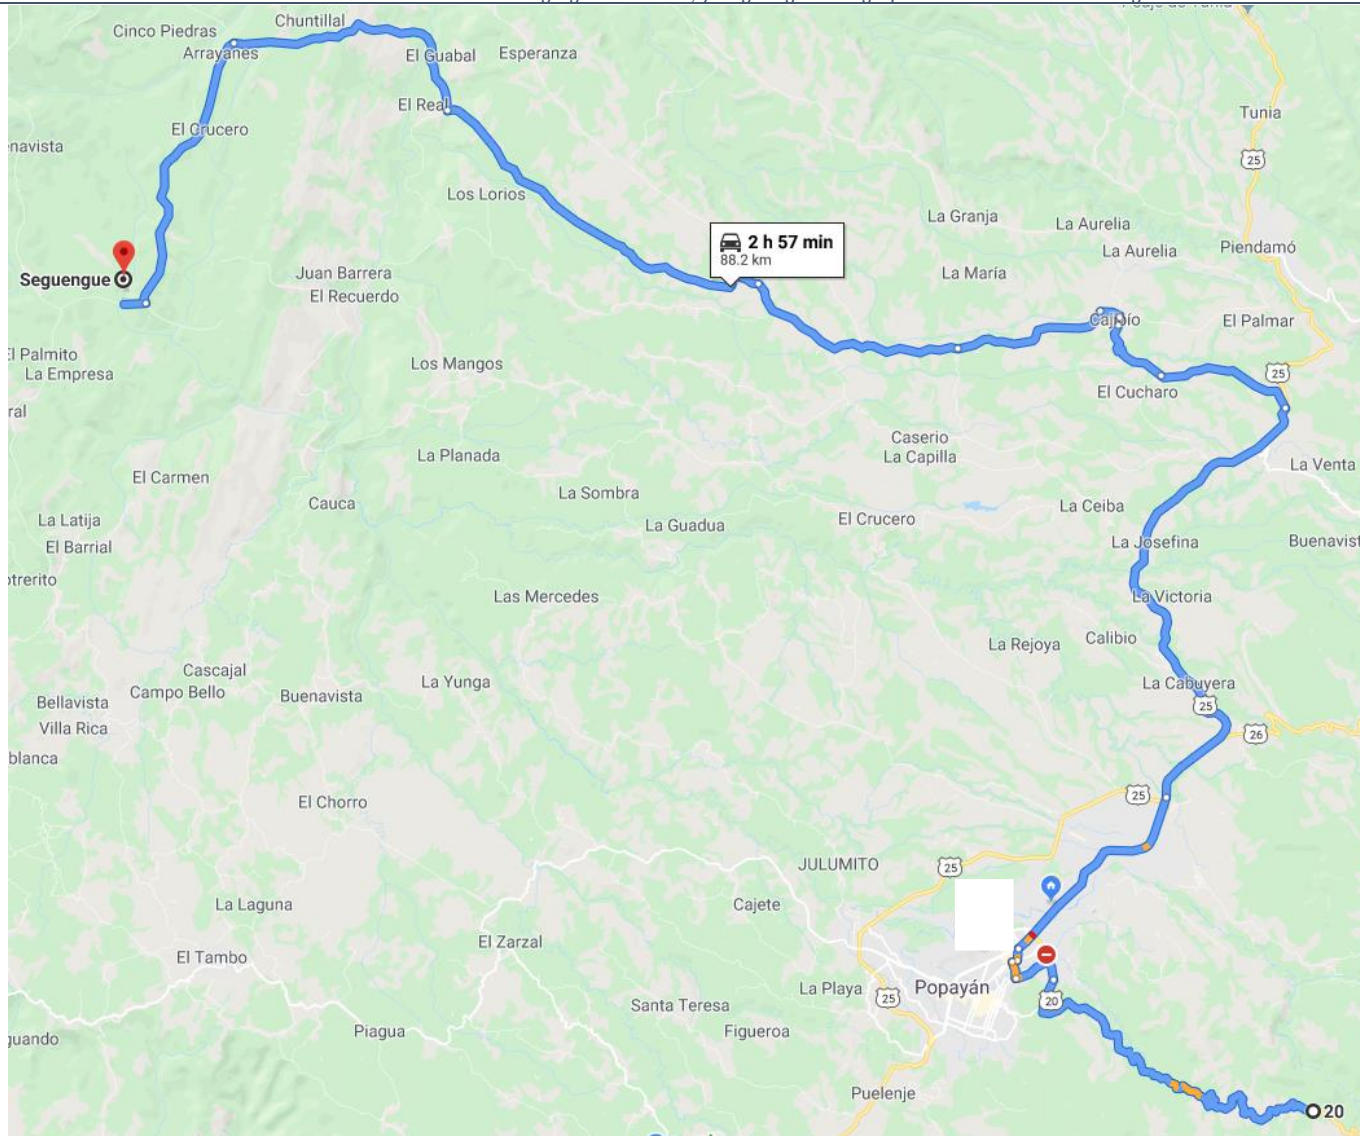 Chuntillal
Cinco Piedras
Arrayanes
El Guabal
Esperanza
El Real
Tunia
El Crucero
enavista
25
Los Lorios
La Granja
La Aurelia
2 h 57 min
88.2 km
La Aurelia
Piendamó
Seguengue
Juan Barrera
La María
El Recuerdo
Cajibío
El Palmar
El Palmito
Los Mangos
La Empresa
25
El Cucharo
ral
Caserio
La Capilla
La Planada
La Venta
El Carmen
La Sombra
Cauca
La Ceiba
La Latija
La Guadua
El Crucero
El Barrial
La Josefina
Buenavist
otrerito
Las Mercedes
La Victoria
La Rejoya
Calibio
Cascajal
La Yunga
La Cabuyera
Campo Bello
Buenavista
Bellavista
25
Villa Rica
26
blanca
25
El Chorro
JULUMITO
25
La Laguna
Cajete
El Zarzal
El Tambo
La Playa
Popayán
25
20
Santa Teresa
Piagua
Figueroa
guando
Puelenje
20